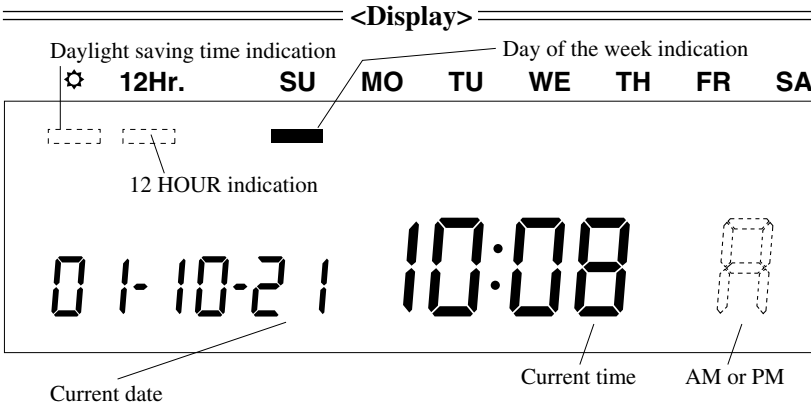 <Display>
Daylight saving time indication
Day of the week indication
12Hr. SU MO TU WE TH FR SA
12 HOUR indication
01-10-21 10:08 A
Current date
Current time
AM or PM